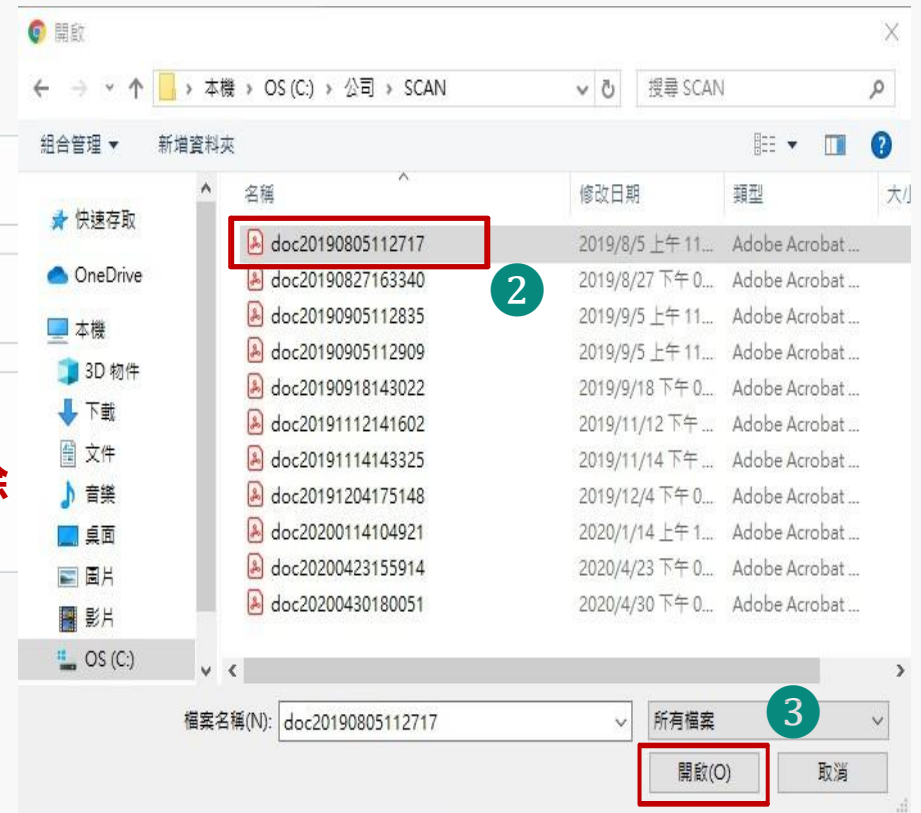 開啟
本機 › OS (C:) › 公司 › SCAN
搜尋 SCAN
組合管理 新增資料夾
名稱 修改日期 類型
快速存取
OneDrive
本機
3D 物件
下載
文件
音樂
桌面
圖片
影片
OS (C:)
doc20190805112717 2019/8/5 上午 11... Adobe Acrobat ...
doc20190827163340 2019/8/27 下午 0... Adobe Acrobat ...
doc20190905112835 2019/9/5 上午 11... Adobe Acrobat ...
doc20190905112909 2019/9/5 上午 11... Adobe Acrobat ...
doc20190918143022 2019/9/18 下午 0... Adobe Acrobat ...
doc20191112141602 2019/11/12 下午 ... Adobe Acrobat ...
doc20191114143325 2019/11/14 下午 ... Adobe Acrobat ...
doc20191204175148 2019/12/4 下午 0... Adobe Acrobat ...
doc20200114104921 2020/1/14 上午 1... Adobe Acrobat ...
doc20200423155914 2020/4/23 下午 0... Adobe Acrobat ...
doc20200430180051 2020/4/30 下午 0... Adobe Acrobat ...
2
檔案名稱(N): doc20190805112717
所有檔案
3
開啟(O) 取消